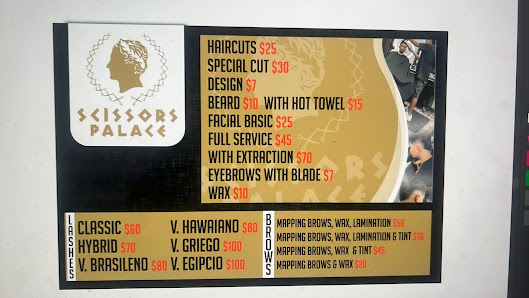 SCISSORS
PALACE
HAIRCUTS $25
SPECIAL CUT $30
DESIGN $7
BEARD $10 WITH HOT TOWEL $15
FACIAL BASIC $25
FULL SERVICE $45
WITH EXTRACTION $70
EYEBROWS WITH BLADE $7
WAX $10
SCISSORS
PALACE
LASHES
CLASSIC $60
HYBRID $70
V. BRASILENO $80
V. HAWAIANO $80
V. GRIEGO $100
V. EGIPCIO $100
BROWS
MAPPING BROWS, WAX, LAMINATION $50
MAPPING BROWS, WAX, LAMINATION & TINT $70
MAPPING BROWS, WAX & TINT $45
MAPPING BROWS & WAX $20